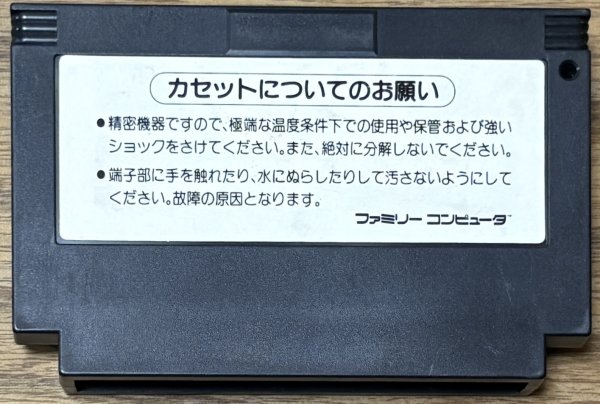 カセットについてのお願い
●精密機器ですので、極端な温度条件下での使用や保管および強い
ショックをさけてください。また、絶対に分解しないでください。
●端子部に手を触れたり、水にぬらしたりして汚さないようにして
ください。故障の原因となります。
ファミリー コンピュータ™